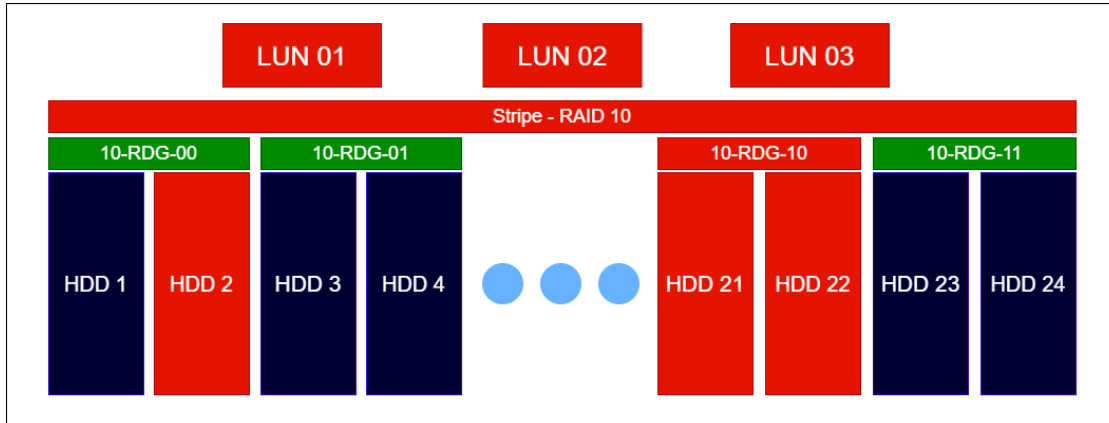 LUN 01
LUN 02
LUN 03
Stripe - RAID 10
10-RDG-00
10-RDG-01
10-RDG-10
10-RDG-11
HDD 1
HDD 2
HDD 3
HDD 4
HDD 21
HDD 22
HDD 23
HDD 24